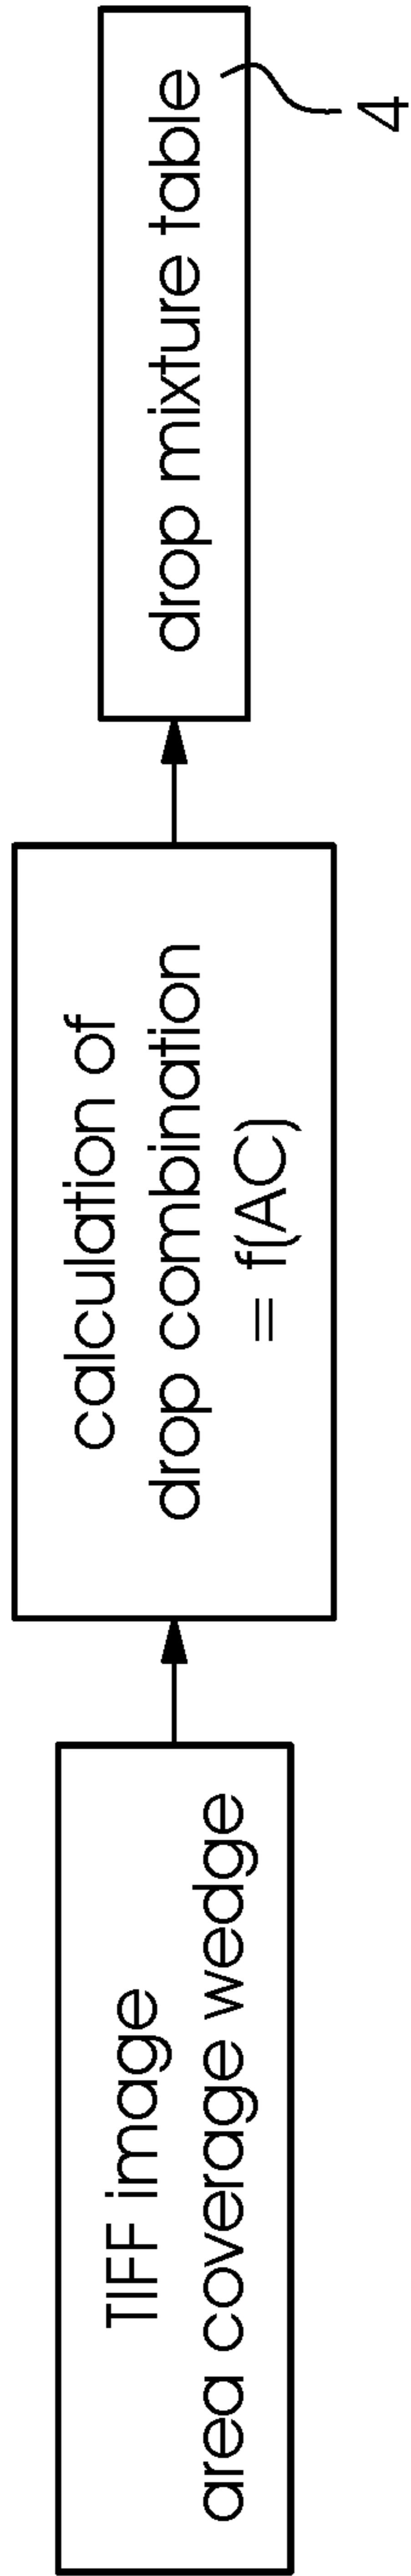 TIFF image
area coverage wedge
calculation of
drop combination
= f(AC)
drop mixture table
4